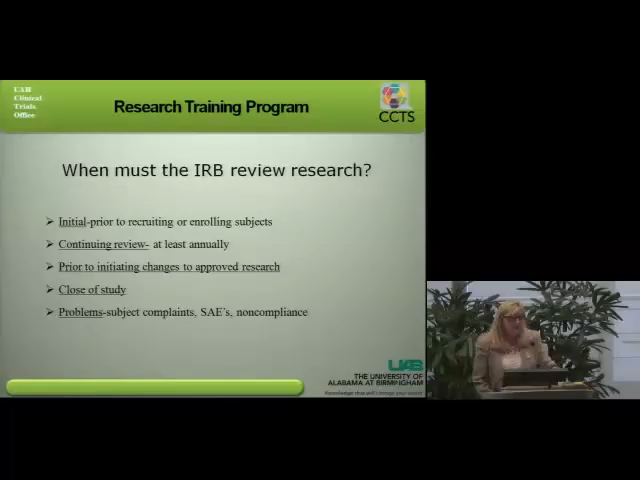 UAB
Clinical
Trials
Office
Research Training Program
CCTS
When must the IRB review research?
Initial-prior to recruiting or enrolling subjects
Continuing review- at least annually
Prior to initiating changes to approved research
Close of study
Problems-subject complaints, SAE's, noncompliance
UAB
THE UNIVERSITY OF
ALABAMA AT BIRMINGHAM
Knowledge that will change your world